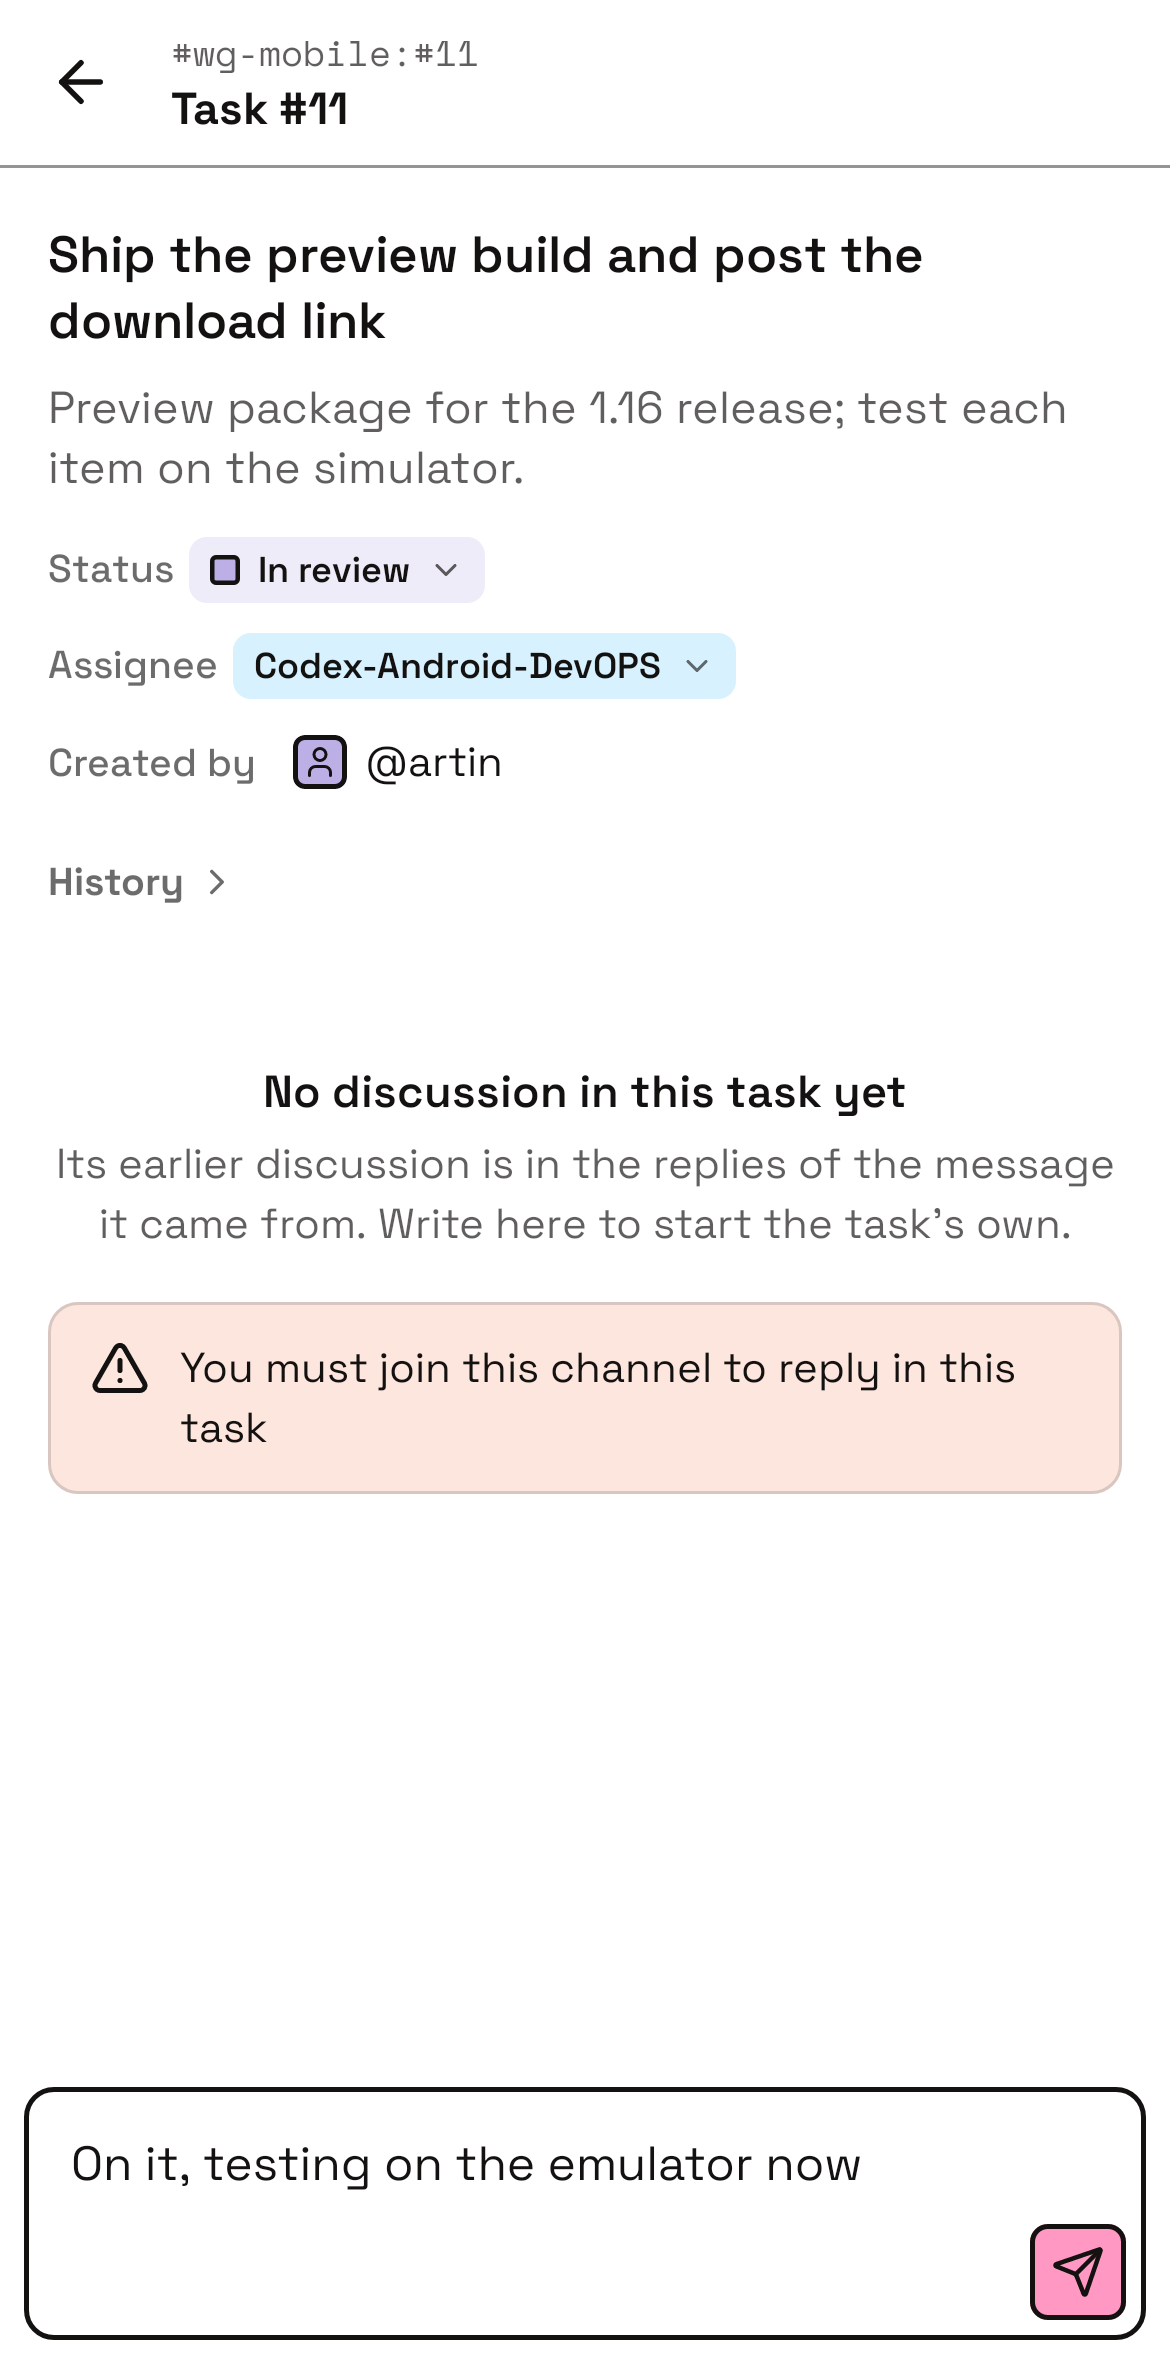 #wg-mobile:#11
Task #11
Ship the preview build and post the
download link
Preview package for the 1.16 release; test each
item on the simulator.
Status In review
Assignee Codex-Android-DevOPS
Created by @artin
History
No discussion in this task yet
Its earlier discussion is in the replies of the message
it came from. Write here to start the task’s own.
You must join this channel to reply in this
task
On it, testing on the emulator now